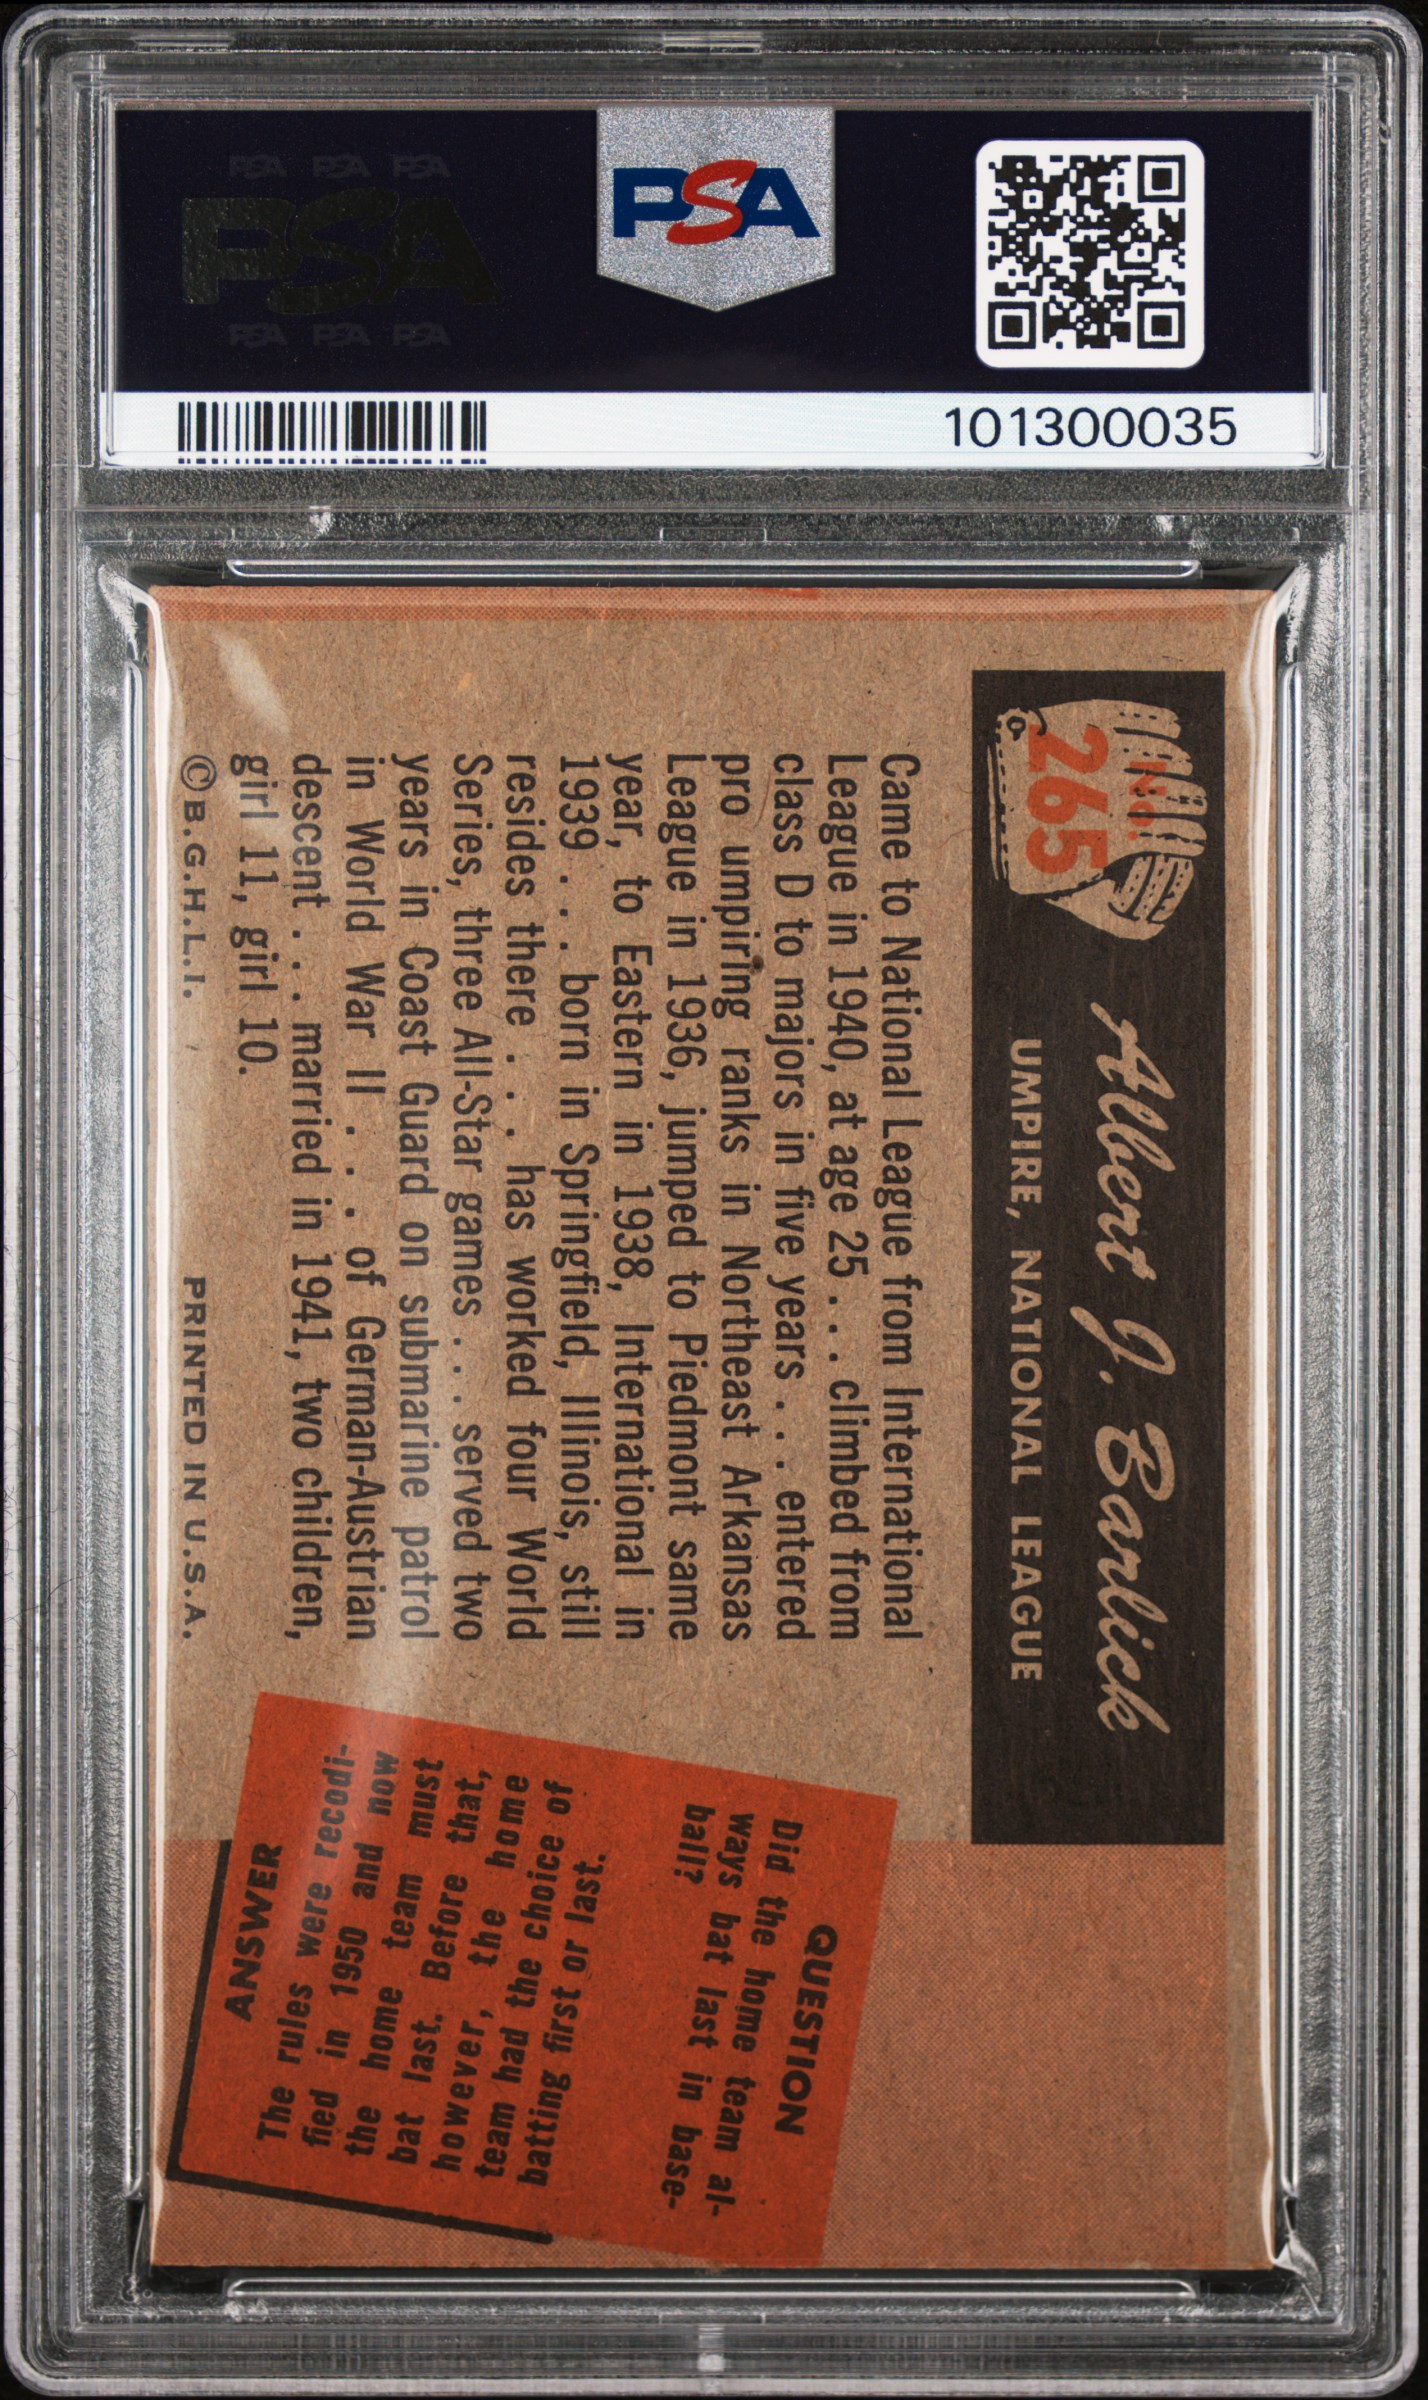 PSA PSA PSA
PSA
PSA PSA PSA
PSA
101300035
No.
265
Albert J. Barlick
UMPIRE, NATIONAL LEAGUE
Came to National League from International
League in 1940, at age 25 . . . climbed from
class D to majors in five years . . . entered
pro umpiring ranks in Northeast Arkansas
League in 1936, jumped to Piedmont same
year, to Eastern in 1938, International in
1939 . . . born in Springfield, Illinois, still
resides there . . . has worked four World
Series, three All-Star games . . . served two
years in Coast Guard on submarine patrol
in World War II . . . of German-Austrian
descent . . . married in 1941, two children,
girl 11, girl 10.
© B.G.H.L.I. PRINTED IN U.S.A.
QUESTION
Did the home team al-
ways bat last in base-
ball?
ANSWER
The rules were recodi-
fied in 1950 and now
the home team must
bat last. Before that,
however, the home
team had the choice of
batting first or last.